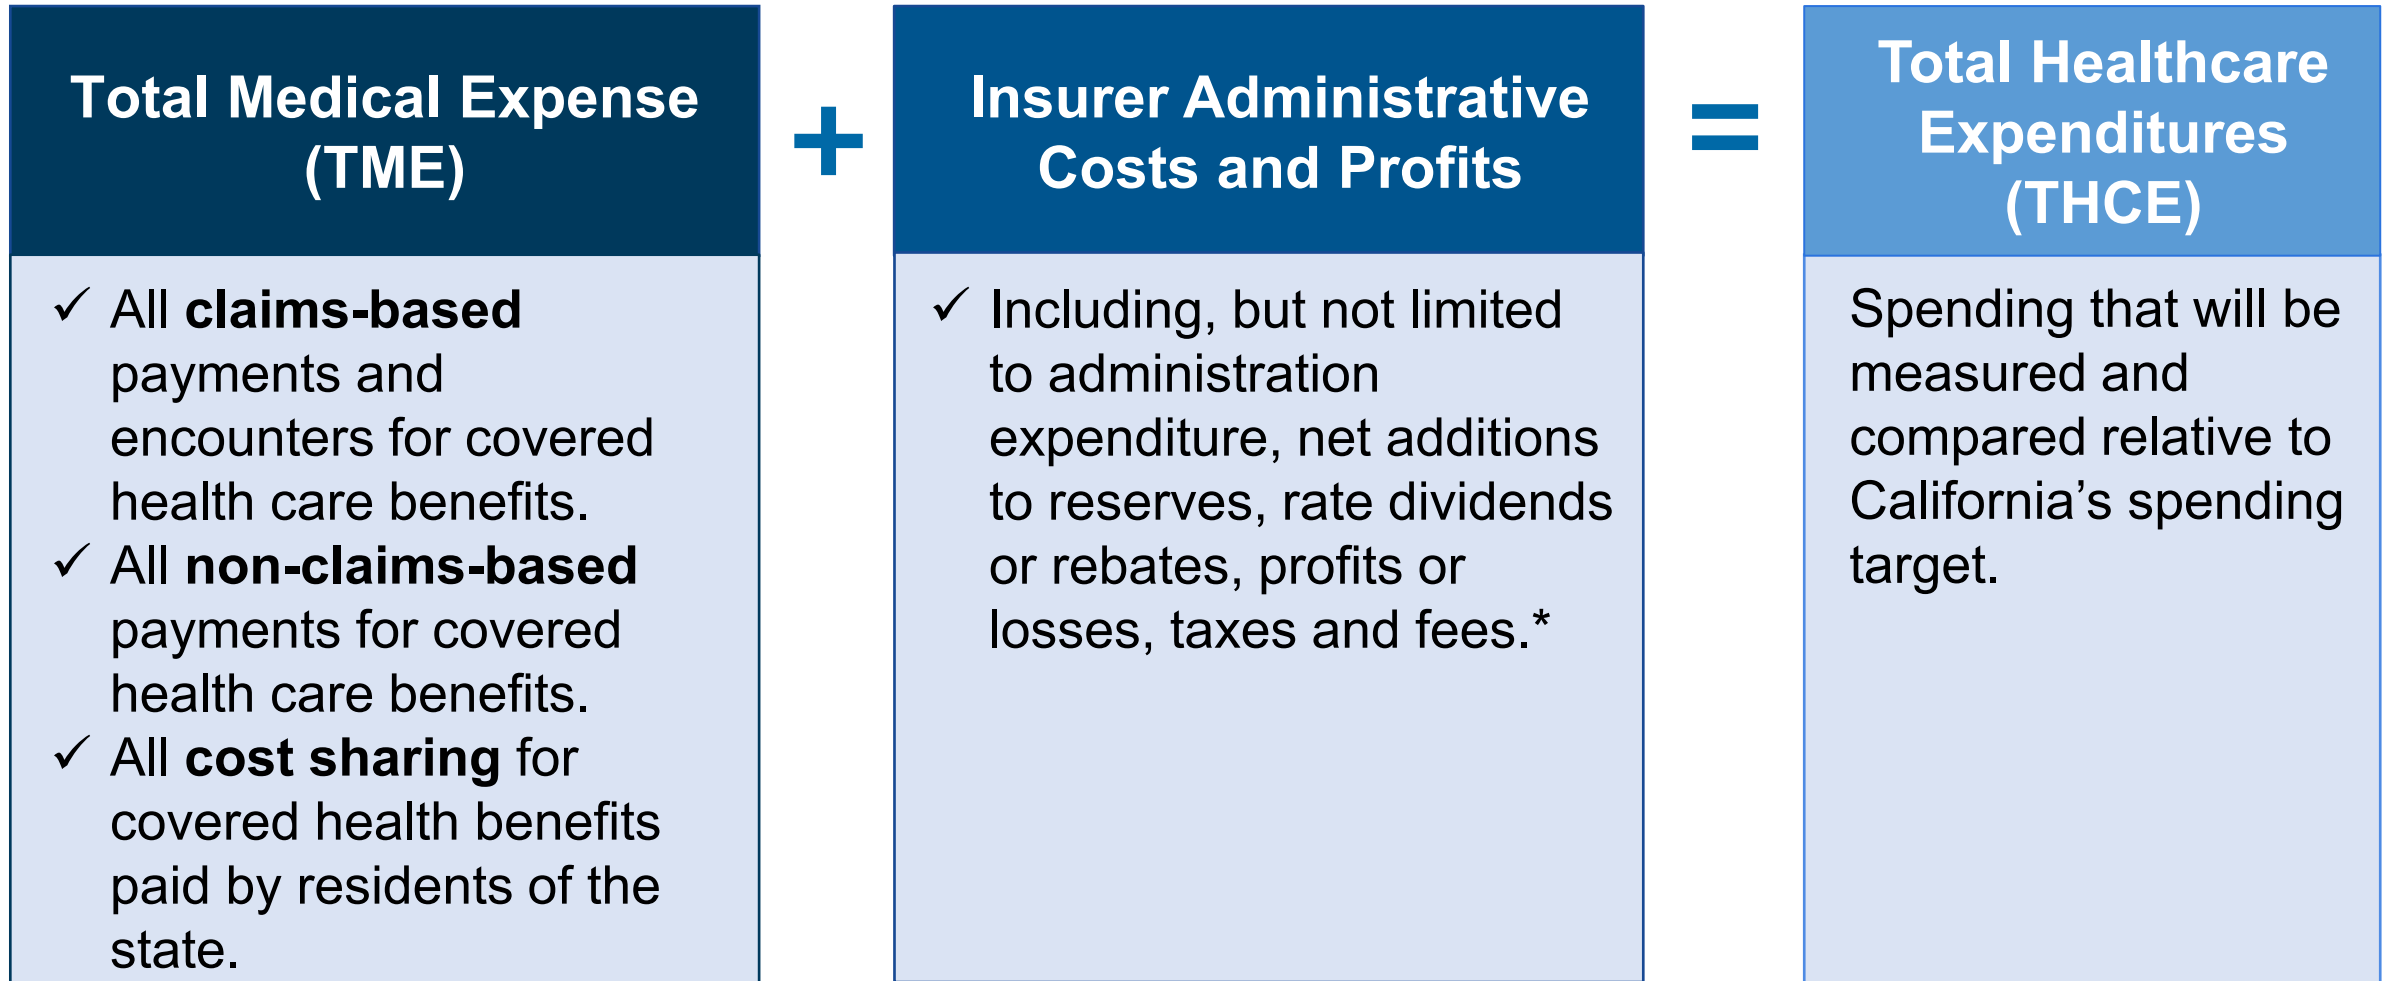 Total Medical Expense
(TME)
✓ All claims-based
payments and
encounters for covered
health care benefits.
✓ All non-claims-based
payments for covered
health care benefits.
✓ All cost sharing for
covered health benefits
paid by residents of the
state.
+
Insurer Administrative
Costs and Profits
✓ Including, but not limited
to administration
expenditure, net additions
to reserves, rate dividends
or rebates, profits or
losses, taxes and fees.*
=
Total Healthcare
Expenditures
(THCE)
Spending that will be
measured and
compared relative to
California’s spending
target.